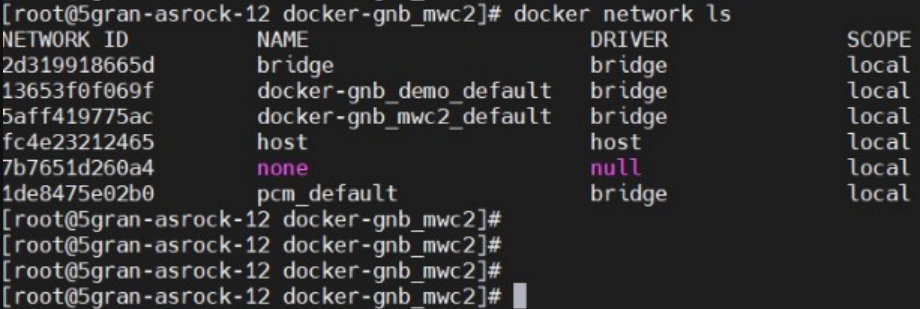 [root@5gran-asrock-12 docker-gnb_mwc2]# docker network ls
NETWORK ID          NAME                      DRIVER              SCOPE
2d319918665d        bridge                    bridge              local
13653f0f069f        docker-gnb_demo_default   bridge              local
5aff419775ac        docker-gnb_mwc2_default   bridge              local
fc4e23212465        host                      host                local
7b7651d260a4        none                      null                local
1de8475e02b0        pcm_default               bridge              local
[root@5gran-asrock-12 docker-gnb_mwc2]#
[root@5gran-asrock-12 docker-gnb_mwc2]#
[root@5gran-asrock-12 docker-gnb_mwc2]#
[root@5gran-asrock-12 docker-gnb_mwc2]#